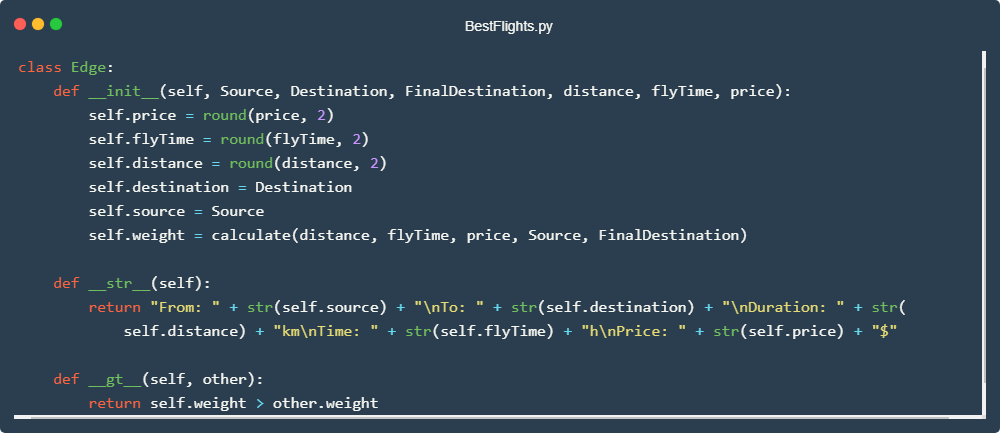 BestFlights.py
class Edge:
    def __init__(self, Source, Destination, FinalDestination, distance, flyTime, price):
        self.price = round(price, 2)
        self.flyTime = round(flyTime, 2)
        self.distance = round(distance, 2)
        self.destination = Destination
        self.source = Source
        self.weight = calculate(distance, flyTime, price, Source, FinalDestination)
    def __str__(self):
        return "From: " + str(self.source) + "\nTo: " + str(self.destination) + "\nDuration: " + str(
            self.distance) + "km\nTime: " + str(self.flyTime) + "h\nPrice: " + str(self.price) + "$"
    def __gt__(self, other):
        return self.weight > other.weight